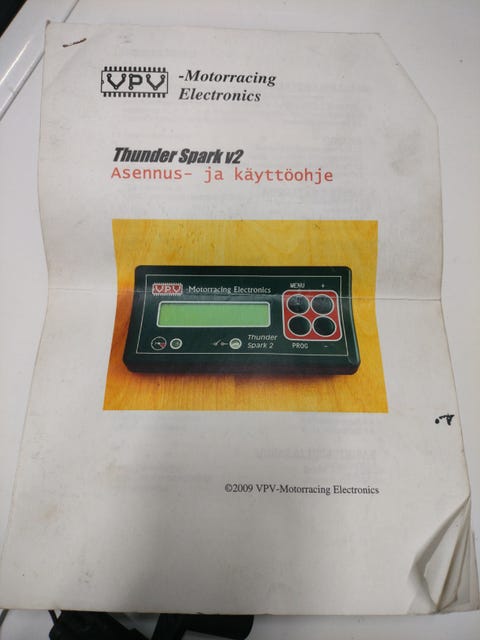 VPV -Motorracing
Electronics
Thunder Spark v2
Asennus- ja käyttöohje
VPV -Motorracing Electronics
MENU +
Thunder
Spark 2
PROG -
©2009 VPV-Motorracing Electronics